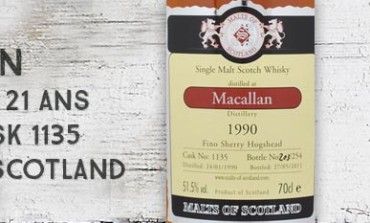 N
21 ANS
SK 1135
SCOTLAND
MALTS OF
SCOTLAND
Single Malt Scotch Whisky
distilled at
Macallan
Distillery
1990
Fino Sherry Hogshead
Cask No: 1135 Bottle No: 254
Distilled: Bottled:
www.malts-of-scotland.com
57.5% vol Product of Scotland 70cl e
MALTS OF SCOTLAND